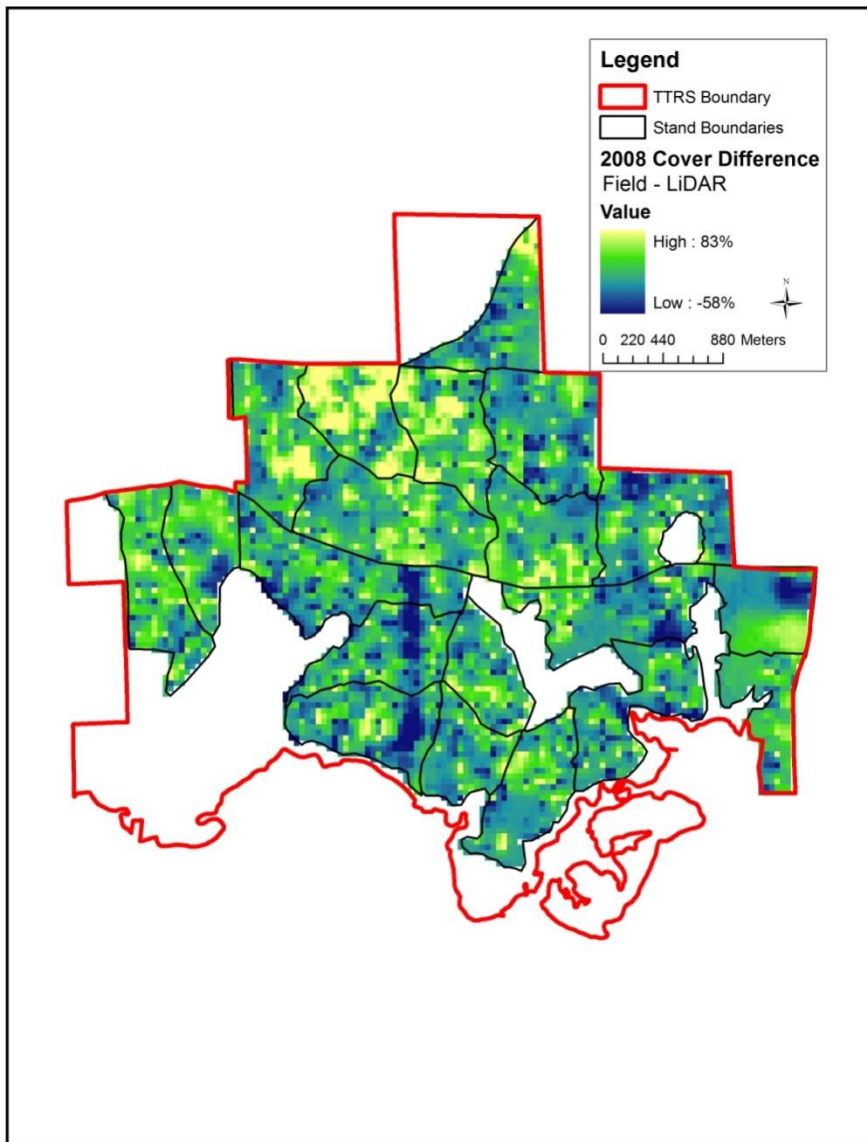 Legend
TTRS Boundary
Stand Boundaries
2008 Cover Difference
Field - LiDAR
Value
High : 83%
Low : -58%
N
0 220 440 880 Meters